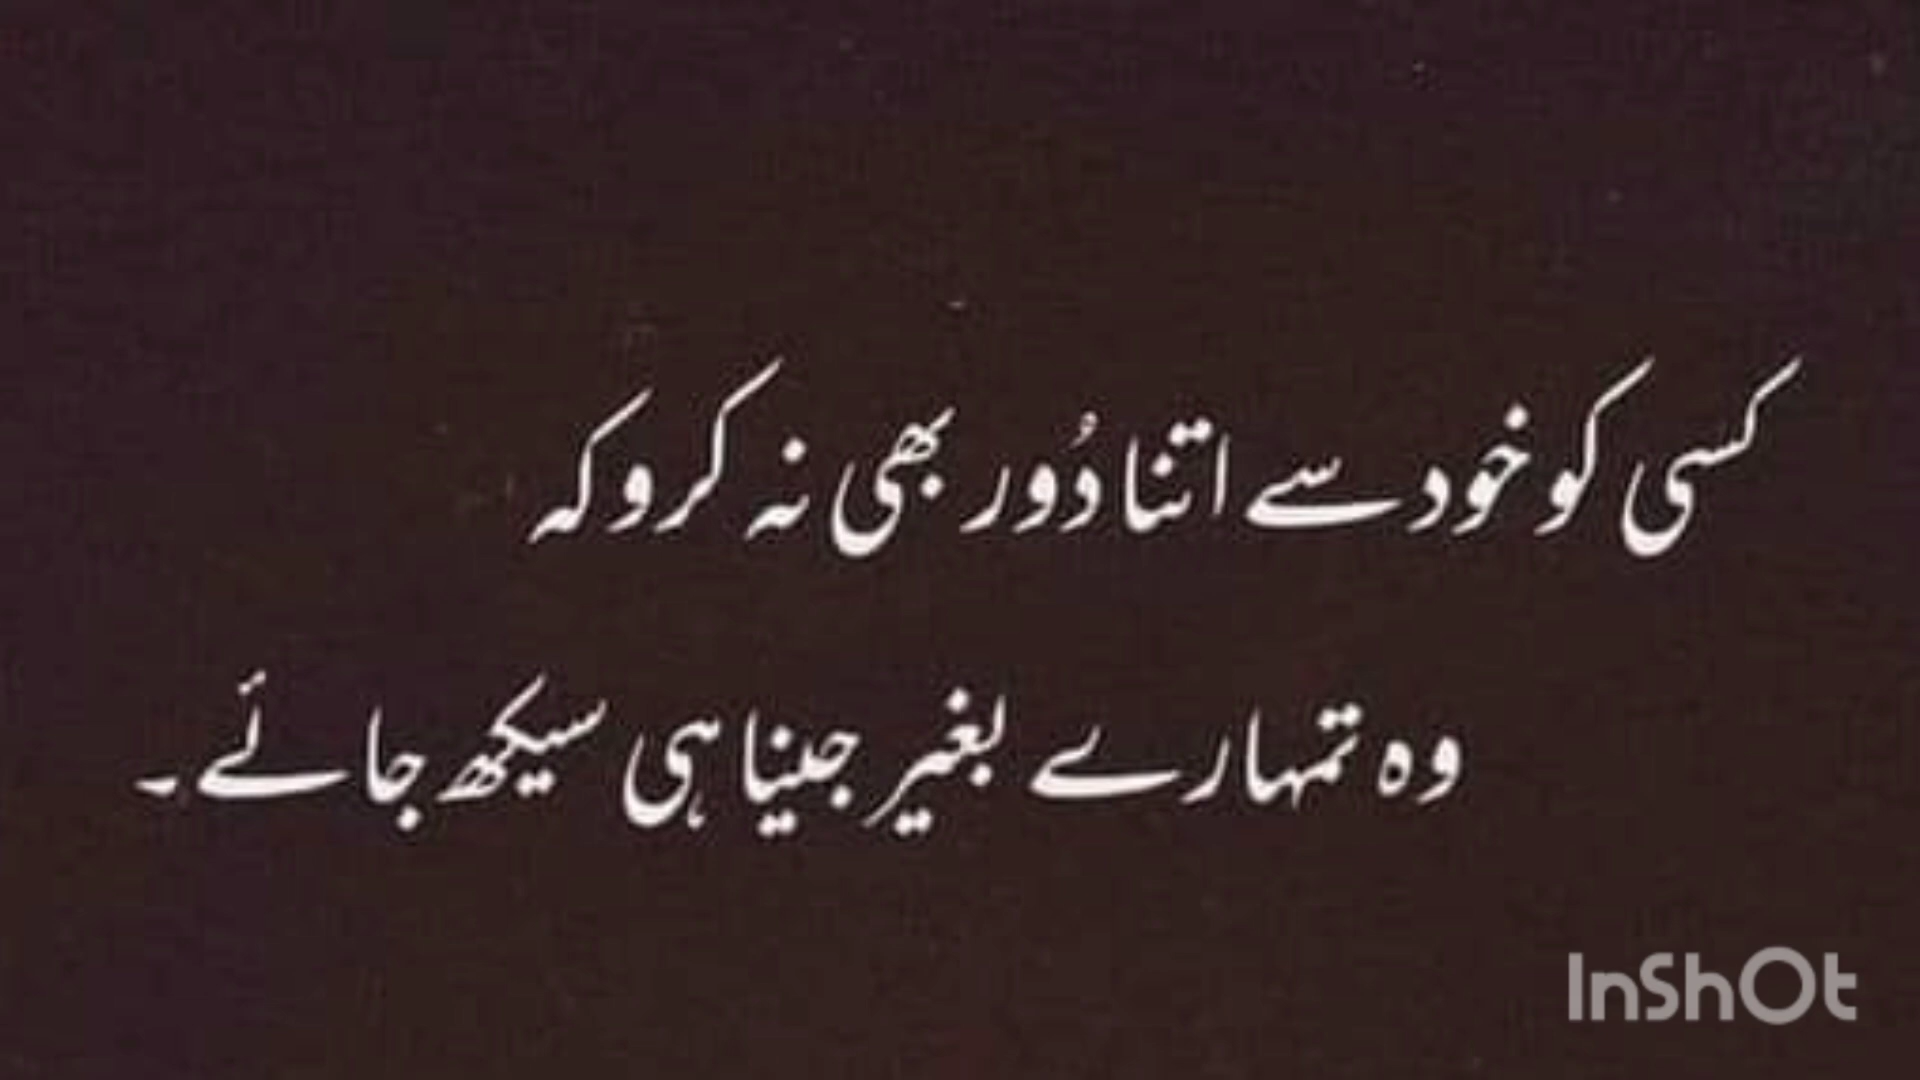 کسی کو خود سے اتنا دُور بھی نہ کرو کہ
وہ تمہارے بغیر جینا ہی سیکھ جائے۔
InShOt